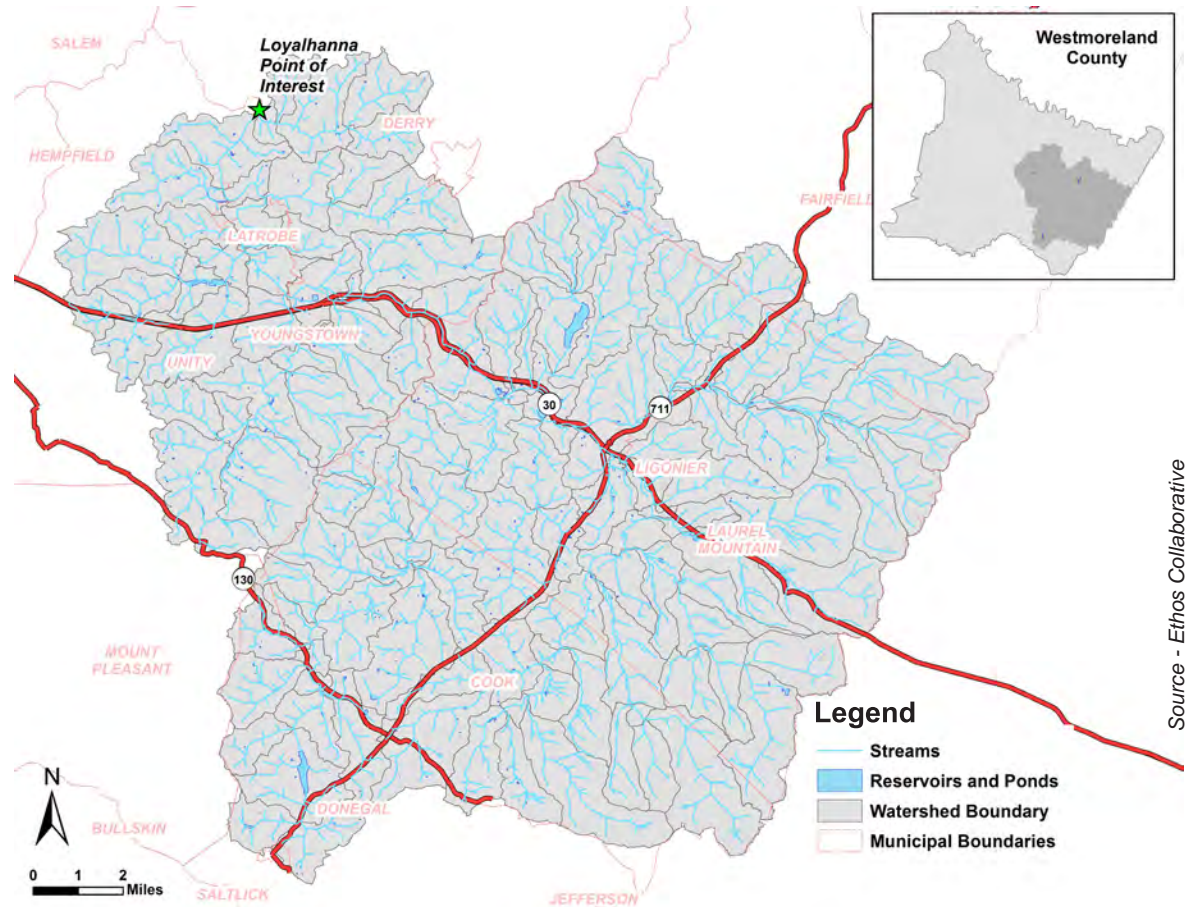 SALEM
Loyalhanna
Point of
Interest
Westmoreland
County
DERRY
HEMPFIELD
FAIRFIELD
LATROBE
YOUNGSTOWN
UNITY
30
711
LIGONIER
LAUREL
MOUNTAIN
130
MOUNT
PLEASANT
COOK
Source - Ethos Collaborative
Legend
Streams
Reservoirs and Ponds
Watershed Boundary
Municipal Boundaries
N
DONEGAL
BULLSKIN
0 1 2
Miles
SALTLICK
JEFFERSON